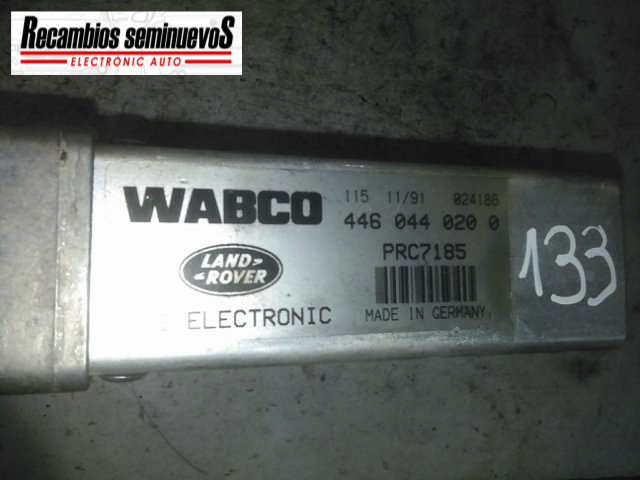 Recambios seminuevoS
ELECTRONIC AUTO
WABCO
115 11/91 024186
446 044 020 0
PRC7185
LAND-
-ROVER
ELECTRONIC
MADE IN GERMANY
133